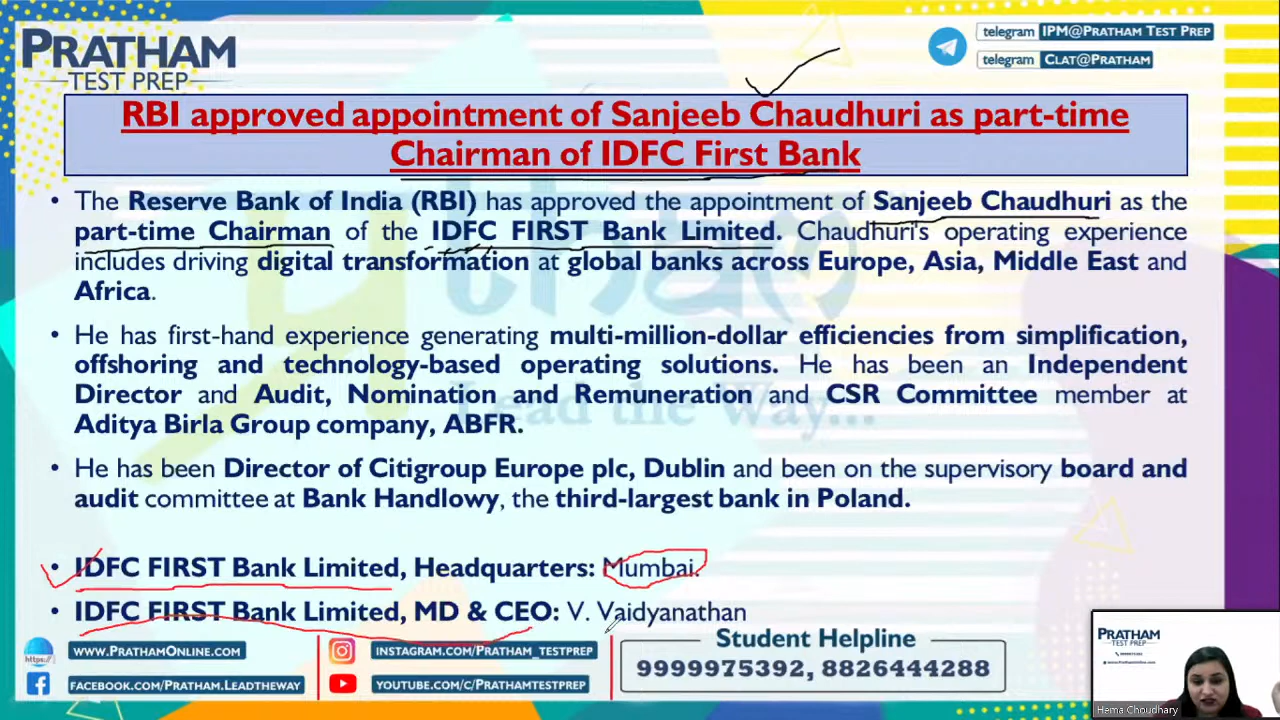 PRATHAM
TEST PREP
telegram IPM@PRATHAM TEST PREP
telegram CLAT@PRATHAM
RBI approved appointment of Sanjeeb Chaudhuri as part-time
Chairman of IDFC First Bank
• The Reserve Bank of India (RBI) has approved the appointment of Sanjeeb Chaudhuri as the
part-time Chairman of the IDFC FIRST Bank Limited. Chaudhuri's operating experience
includes driving digital transformation at global banks across Europe, Asia, Middle East and
Africa.
• He has first-hand experience generating multi-million-dollar efficiencies from simplification,
offshoring and technology-based operating solutions. He has been an Independent
Director and Audit, Nomination and Remuneration and CSR Committee member at
Aditya Birla Group company, ABFR.
• He has been Director of Citigroup Europe plc, Dublin and been on the supervisory board and
audit committee at Bank Handlowy, the third-largest bank in Poland.
• IDFC FIRST Bank Limited, Headquarters: Mumbai.
• IDFC FIRST Bank Limited, MD & CEO: V. Vaidyanathan
Lead the Way...
https://
WWW.PRATHAMONLINE.COM
FACEBOOK.COM/PRATHAM.LEADTHEWAY
INSTAGRAM.COM/PRATHAM_TESTPREP
YOUTUBE.COM/C/PRATHAMTESTPREP
Student Helpline
9999975392, 8826444288
PRATHAM
TEST PREP
Hema Choudhary